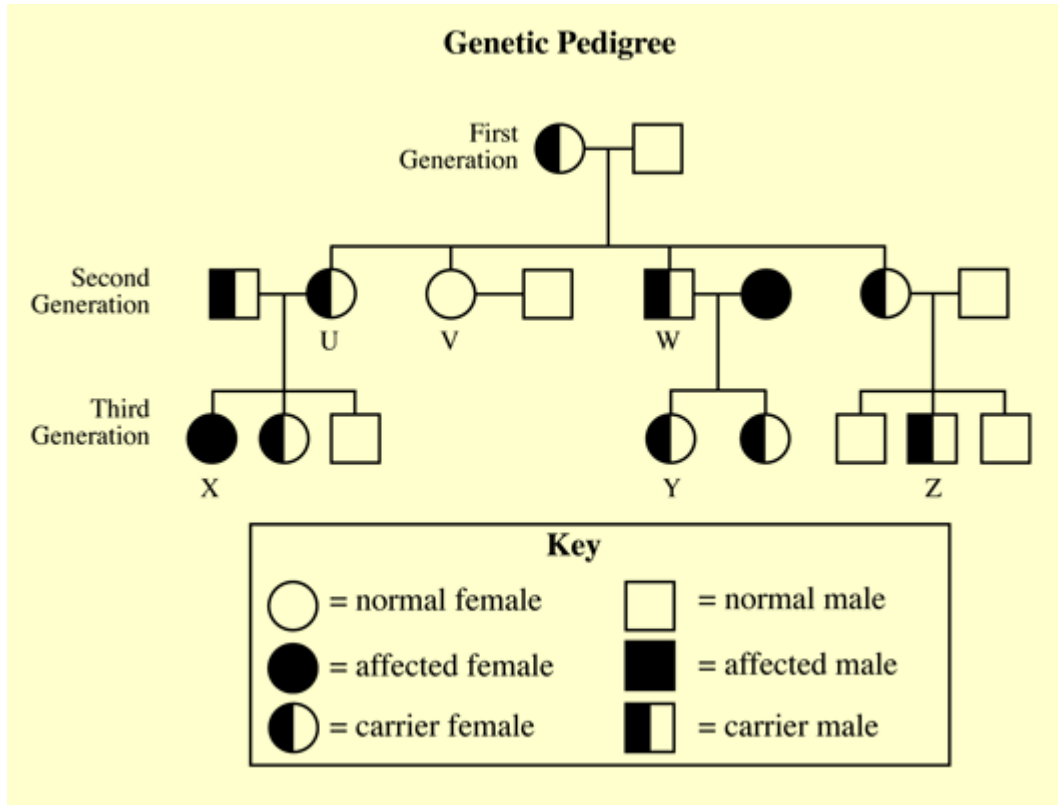 Genetic Pedigree
First
Generation
Second
Generation
U
V
W
Third
Generation
X
Y
Z
Key
= normal female
= normal male
= affected female
= affected male
= carrier female
= carrier male